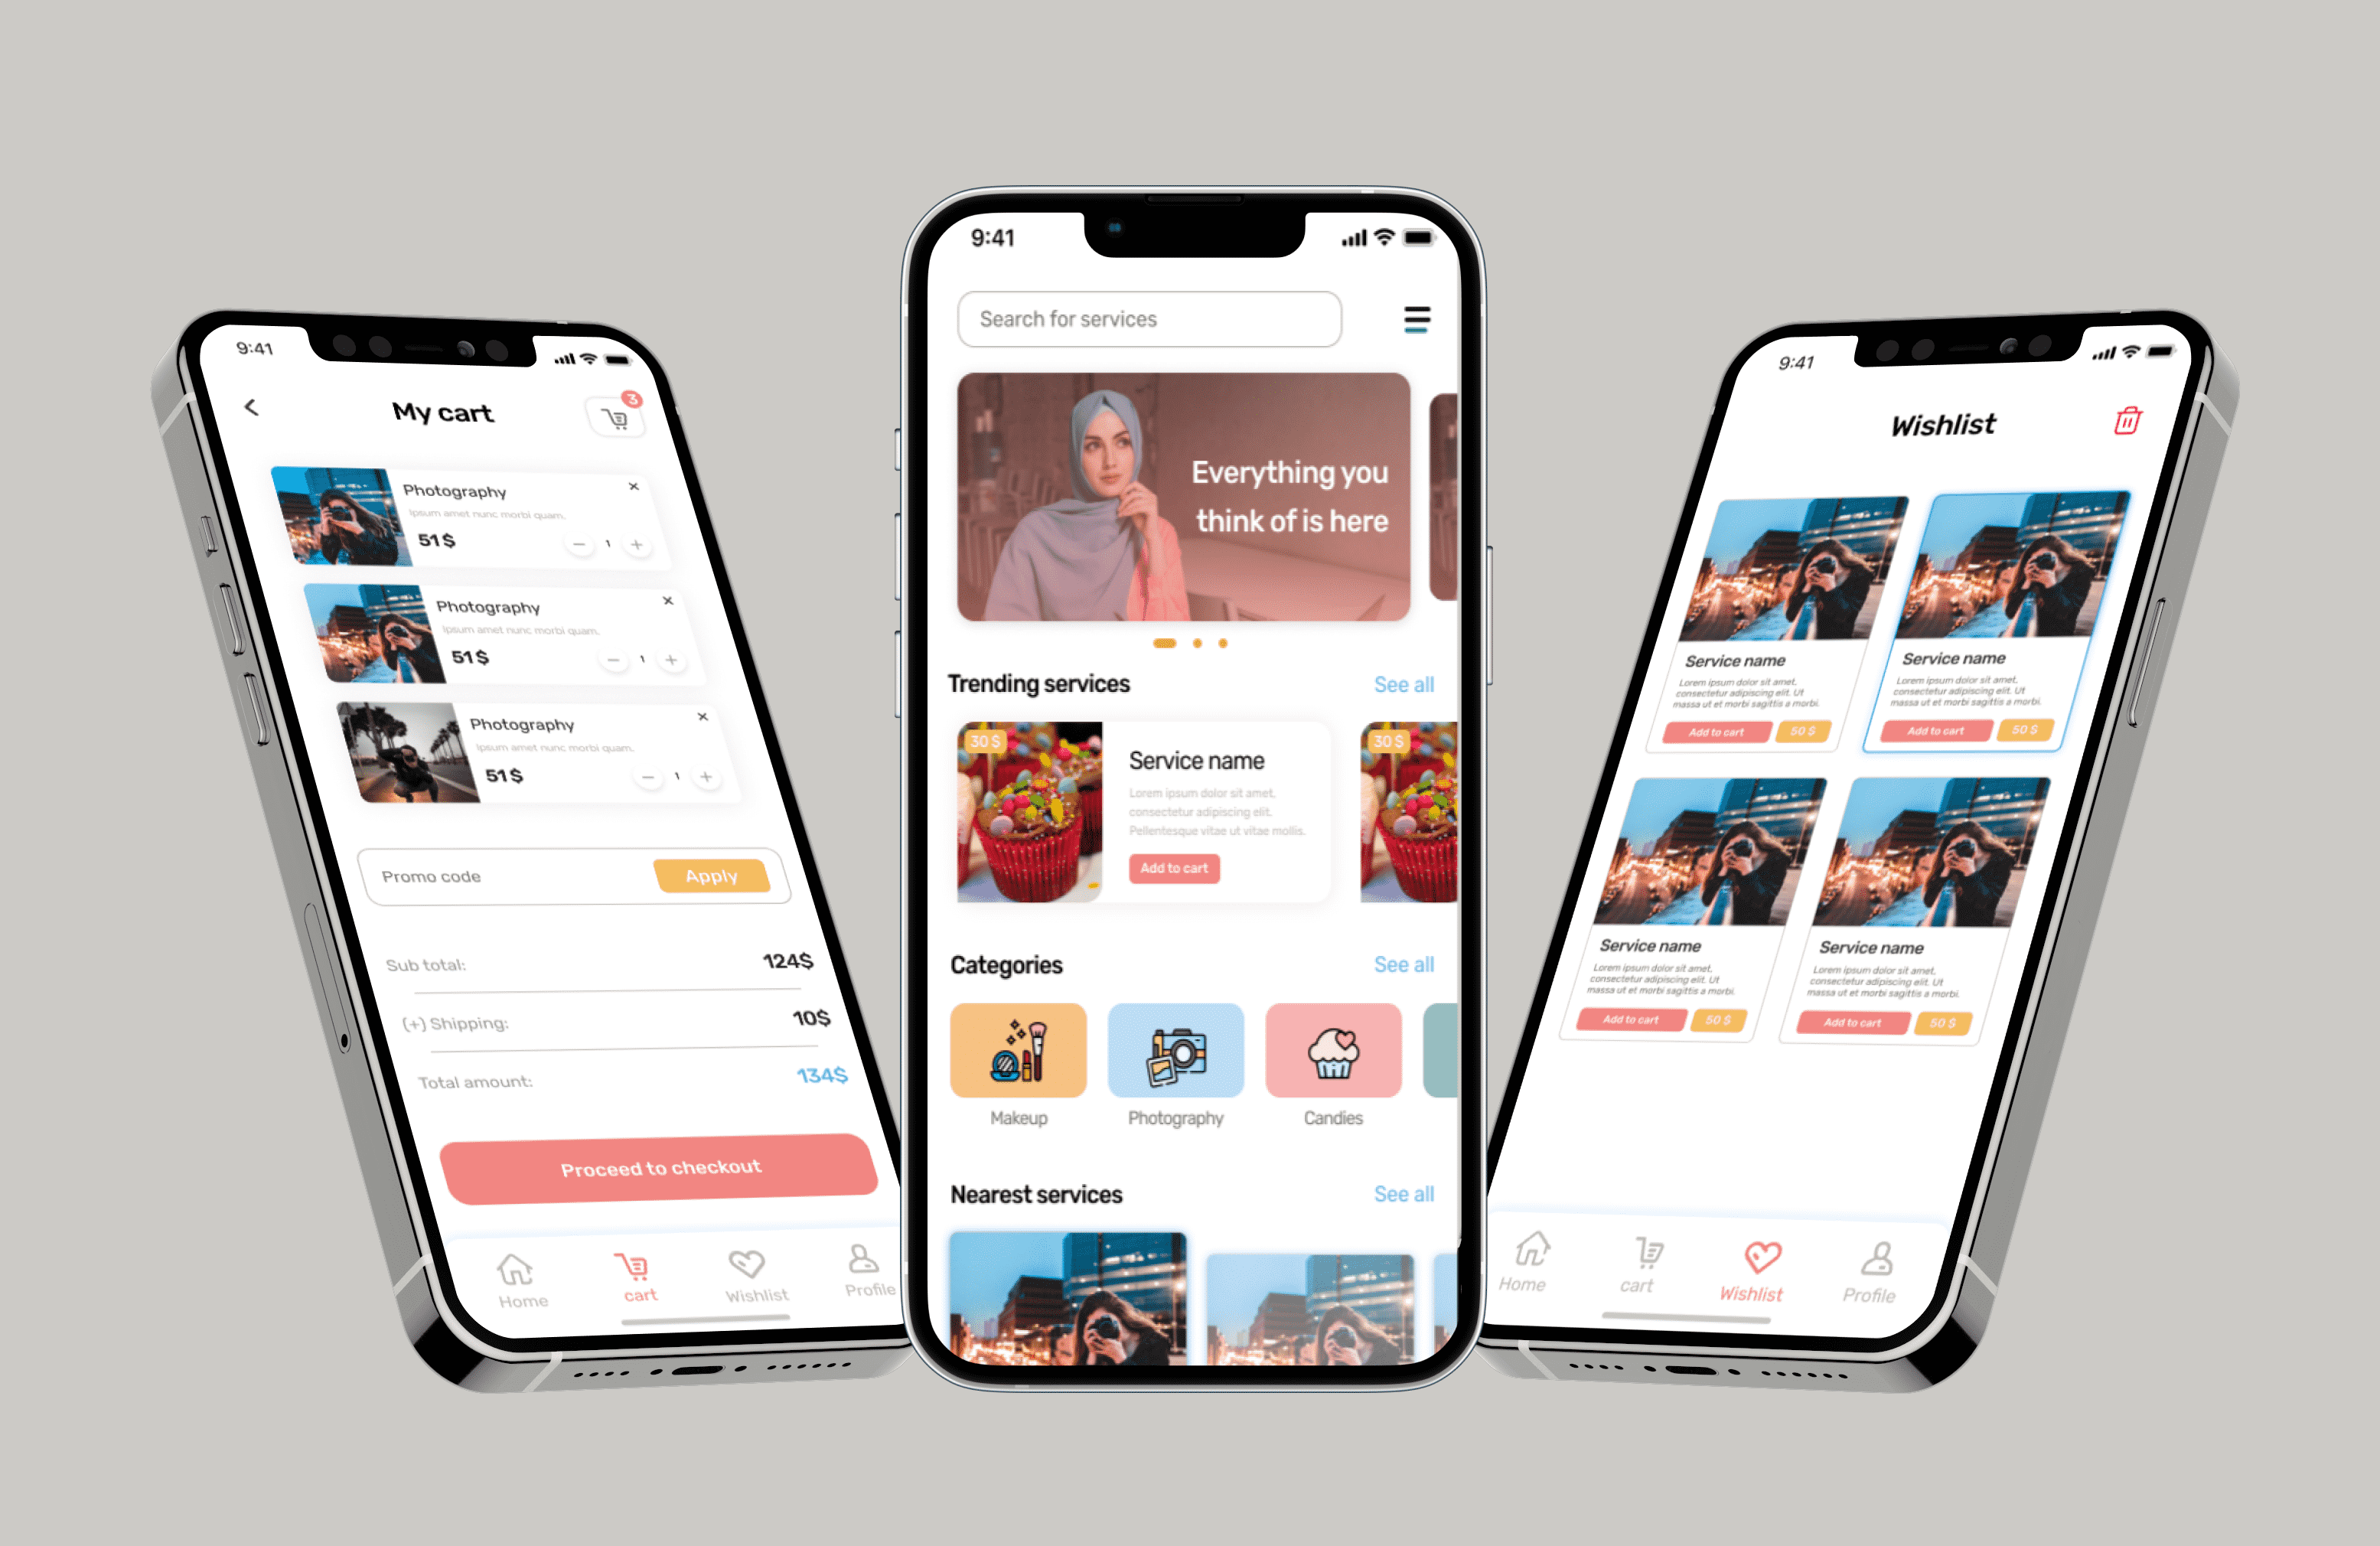 9:41
My cart
3
Photography
Ipsum amet nunc morbi quam.
51$
1
Photography
Ipsum amet nunc morbi quam.
51$
1
Photography
Ipsum amet nunc morbi quam.
51$
1
Promo code
Apply
Sub total:
124$
(+) Shipping:
10$
Total amount:
134$
Proceed to checkout
Home
cart
Wishlist
Profile
9:41
Search for services
Everything you
think of is here
Trending services
See all
30 $
Service name
Lorem ipsum dolor sit amet,
consectetur adipiscing elit.
Pellentesque vitae ut vitae mollis.
Add to cart
30 $
Categories
See all
Makeup
Photography
Candies
Nearest services
See all
9:41
Wishlist
Service name
Lorem ipsum dolor sit amet,
consectetur adipiscing elit. Ut
massa ut et morbi sagittis a morbi.
Add to cart
50 $
Service name
Lorem ipsum dolor sit amet,
consectetur adipiscing elit. Ut
massa ut et morbi sagittis a morbi.
Add to cart
50 $
Service name
Lorem ipsum dolor sit amet,
consectetur adipiscing elit. Ut
massa ut et morbi sagittis a morbi.
Add to cart
50 $
Service name
Lorem ipsum dolor sit amet,
consectetur adipiscing elit. Ut
massa ut et morbi sagittis a morbi.
Add to cart
50 $
Home
cart
Wishlist
Profile